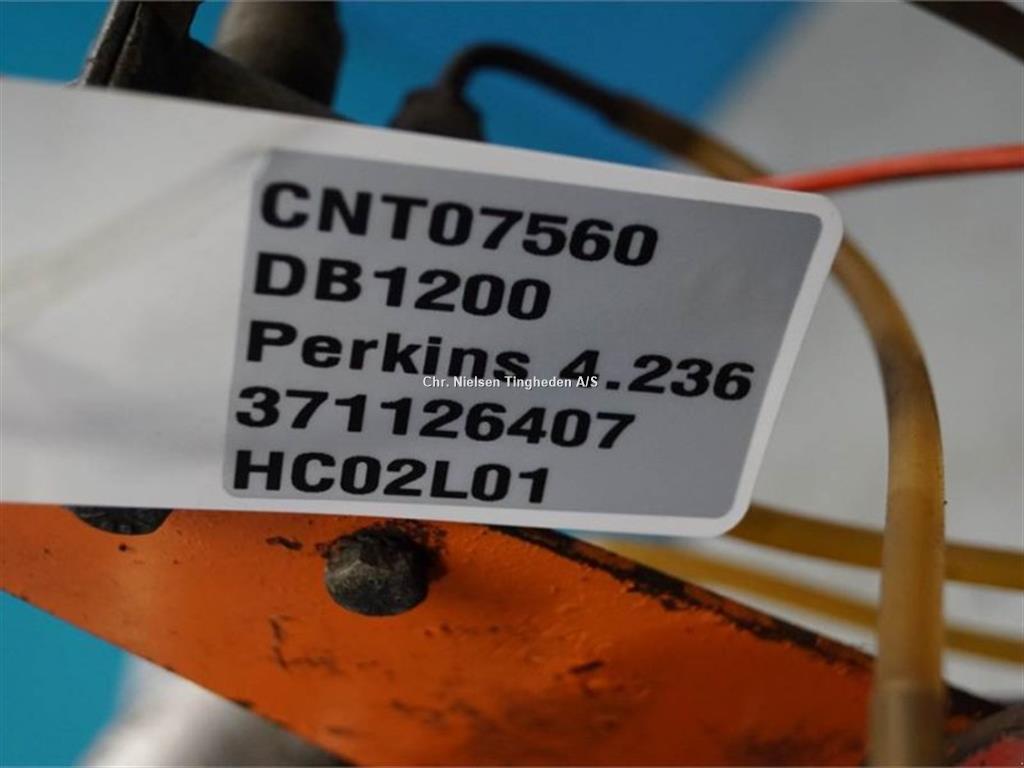 CNT07560
DB1200
Perkins 4.236
Chr. Nielsen Tingheden A/S
371126407
HC02L01